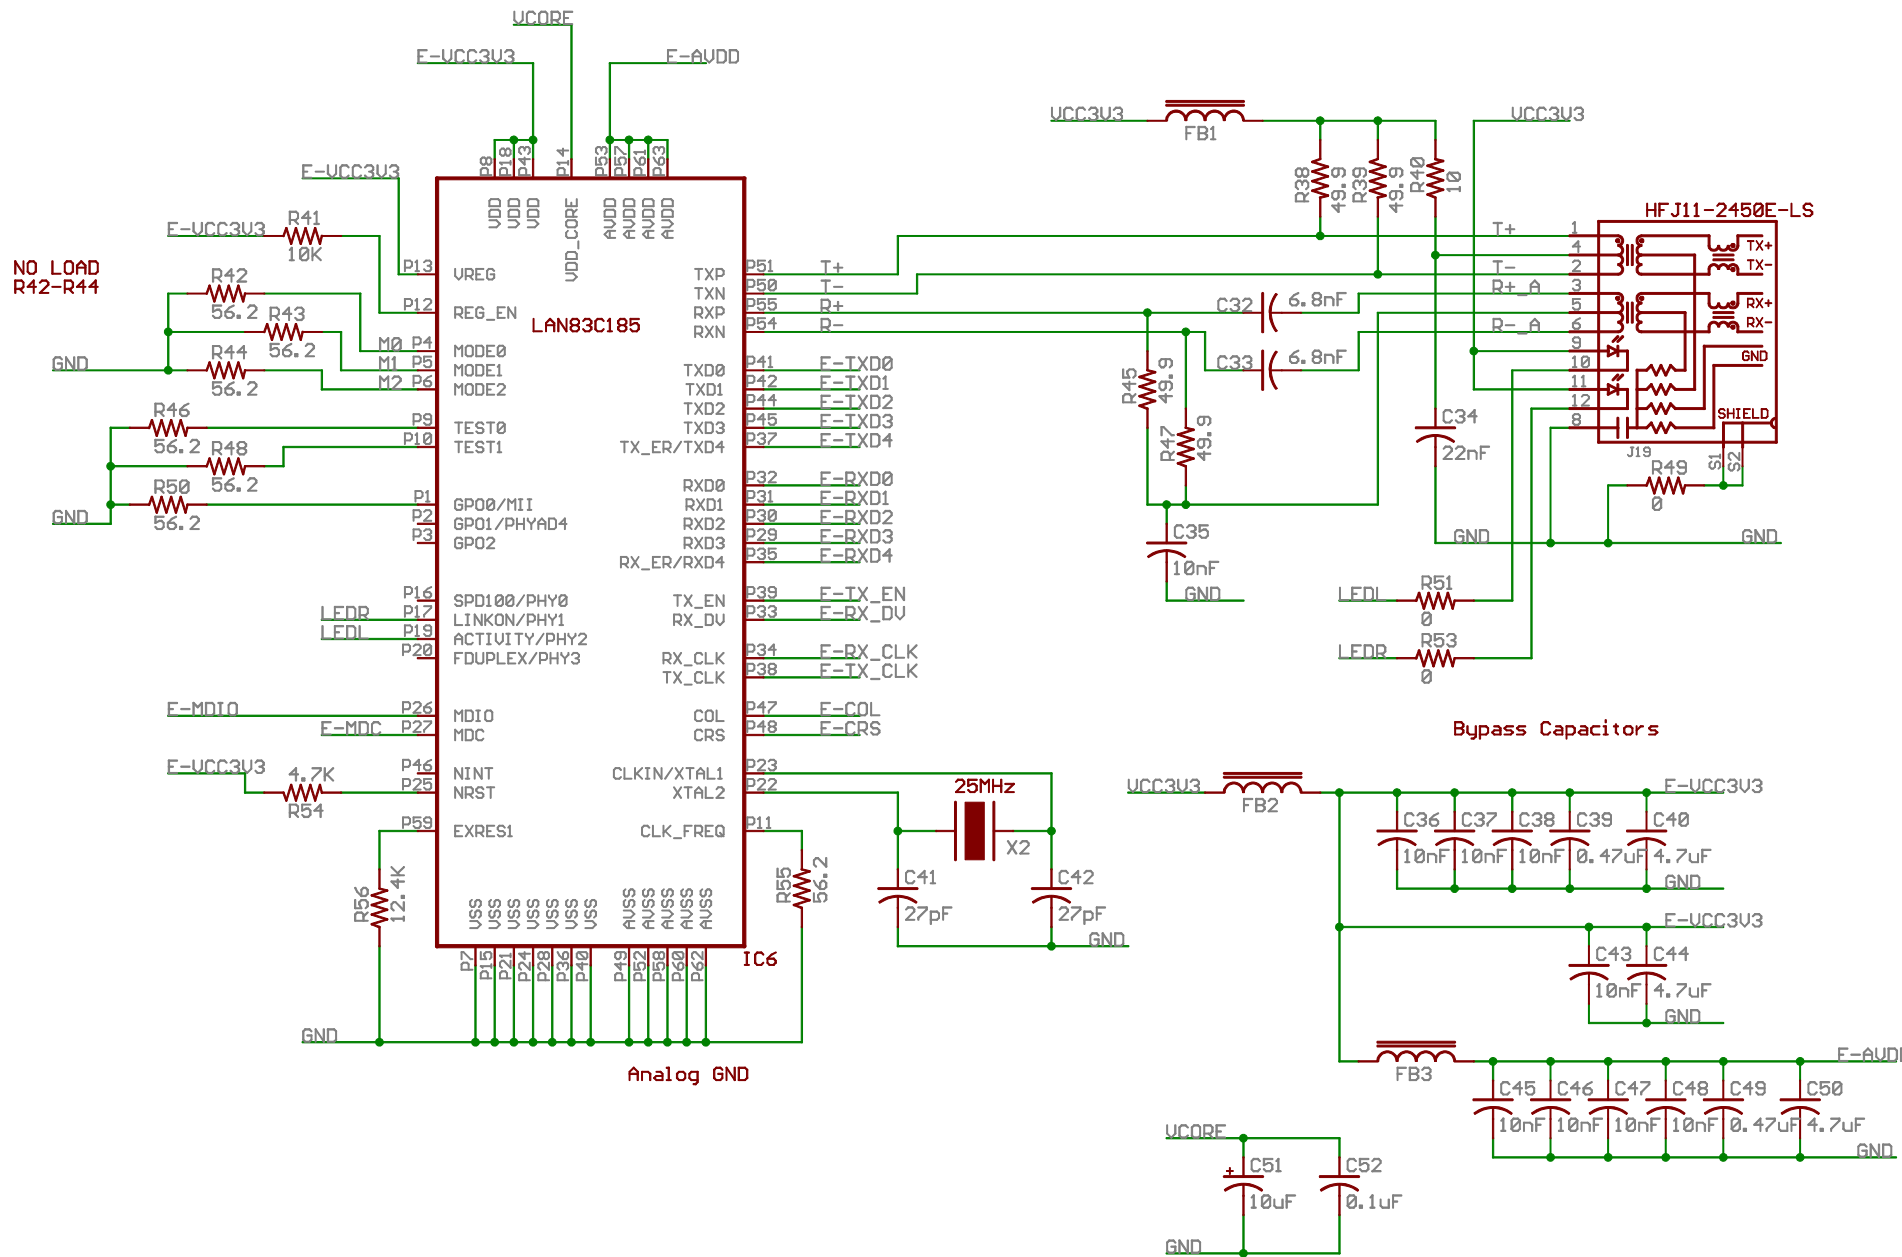 VCORE
E-VCC3V3
E-AVDD
P8
P18
P43
P14
P53
P57
P61
P63
E-VCC3V3
E-VCC3V3
R41
10K
NO LOAD
R42-R44
R42
56.2
R43
56.2
R44
56.2
GND
M0
M1
M2
R46
56.2
R48
56.2
R50
56.2
GND
LEDR
LEDL
E-MDIO
E-MDC
E-VCC3V3
4.7K
R54
R56
12.4K
GND
P13
P12
P4
P5
P6
P9
P10
P1
P2
P3
P16
P17
P19
P20
P26
P27
P46
P25
P59
VDD
VDD
VDD
VDD_CORE
AVDD
AVDD
AVDD
AVDD
VREG
REG_EN
LAN83C185
MODE0
MODE1
MODE2
TEST0
TEST1
GPO0/MII
GPO1/PHYAD4
GPO2
SPD100/PHY0
LINKON/PHY1
ACTIVITY/PHY2
FDUPLEX/PHY3
MDIO
MDC
NINT
NRST
EXRES1
TXP
TXN
RXP
RXN
TXD0
TXD1
TXD2
TXD3
TX_ER/TXD4
RXD0
RXD1
RXD2
RXD3
RX_ER/RXD4
TX_EN
RX_DV
RX_CLK
TX_CLK
COL
CRS
CLKIN/XTAL1
XTAL2
CLK_FREQ
VSS
VSS
VSS
VSS
VSS
VSS
VSS
AVSS
AVSS
AVSS
AVSS
AVSS
IC6
P7
P15
P21
P24
P28
P36
P40
P49
P52
P58
P60
P62
Analog GND
P51
P50
P55
P54
P41
P42
P44
P45
P37
P32
P31
P30
P29
P35
P39
P33
P34
P38
P47
P48
P23
P22
P11
T+
T-
R+
R-
E-TXD0
E-TXD1
E-TXD2
E-TXD3
E-TXD4
E-RXD0
E-RXD1
E-RXD2
E-RXD3
E-RXD4
E-TX_EN
E-RX_DV
E-RX_CLK
E-TX_CLK
E-COL
E-CRS
25MHz
X2
R55
56.2
C41
27pF
C42
27pF
GND
VCC3V3
FB1
R38
49.9
R39
49.9
R40
10
VCC3V3
HFJ11-2450E-LS
T+
T-
R+_A
R-_A
1
4
2
3
5
6
9
10
11
12
8
TX+
TX-
RX+
RX-
GND
SHIELD
J19
S1
S2
C32
6.8nF
C33
6.8nF
R45
49.9
R47
49.9
C34
22nF
R49
0
C35
10nF
GND
GND
GND
LEDL
R51
0
LEDR
R53
0
Bypass Capacitors
VCC3V3
FB2
E-VCC3V3
C36
10nF
C37
10nF
C38
10nF
C39
0.47uF
C40
4.7uF
GND
E-VCC3V3
C43
10nF
C44
4.7uF
GND
FB3
C45
10nF
C46
10nF
C47
10nF
C48
10nF
C49
0.47uF
C50
4.7uF
GND
VCORE
+
C51
10uF
C52
0.1uF
GND